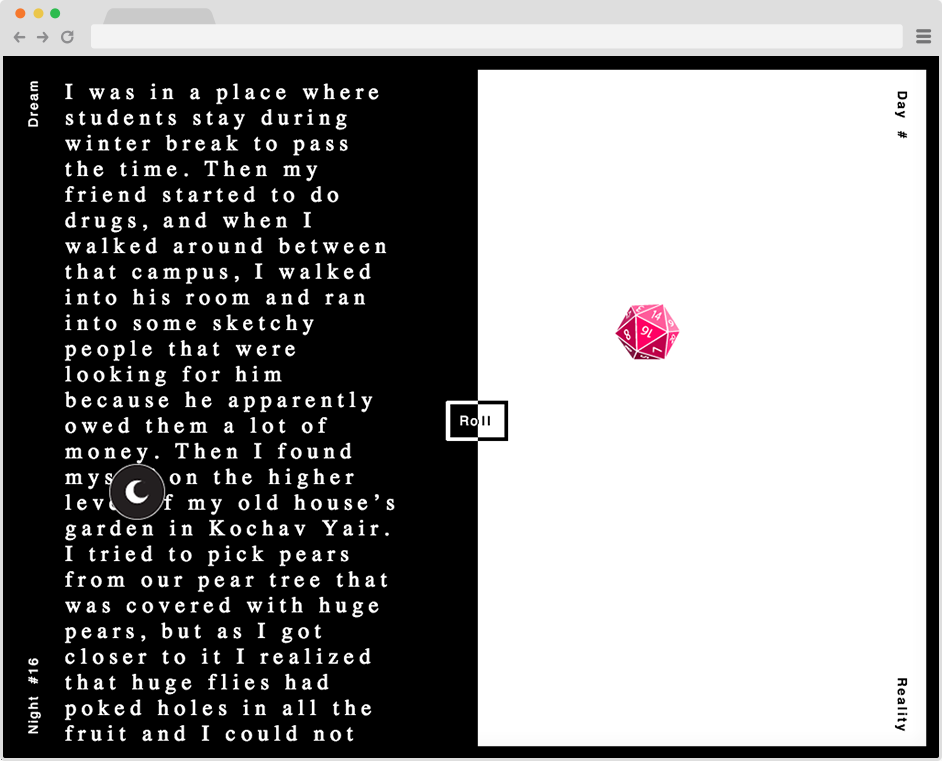 Dream
I was in a place where
students stay during
winter break to pass
the time. Then my
friend started to do
drugs, and when I
walked around between
that campus, I walked
into his room and ran
into some sketchy
people that were
looking for him
because he apparently
owed them a lot of
money. Then I found
on the higher
my old house’s
garden in Kochav Yair.
I tried to pick pears
from our pear tree that
was covered with huge
pears, but as I got
closer to it I realized
that huge flies had
poked holes in all the
fruit and I could not
Night #16
Roll
14
16
8
7
Day #
Reality